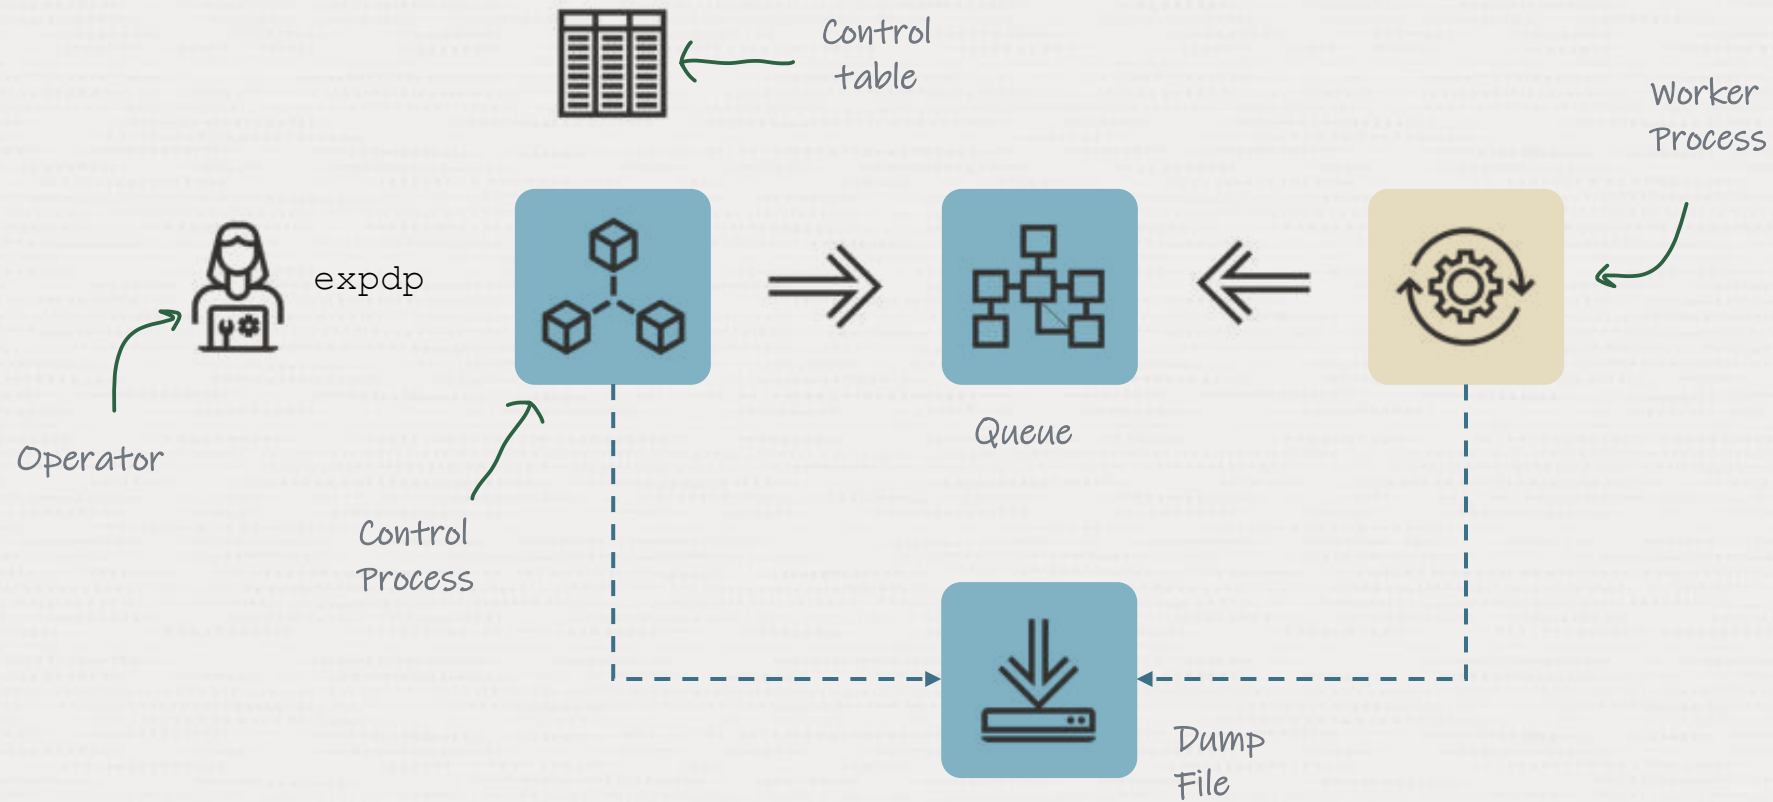 Control
table
Worker
Process
expdp
Queue
Operator
Control
Process
Dump
File